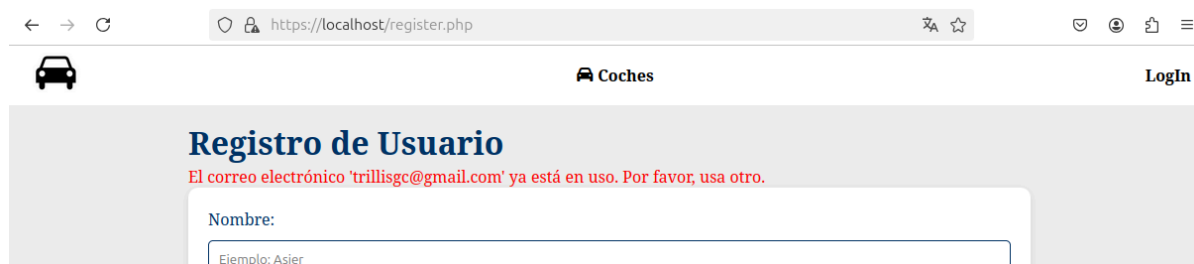 https://localhost/register.php
Coches
LogIn
Registro de Usuario
El correo electrónico 'trillisgc@gmail.com' ya está en uso. Por favor, usa otro.
Nombre:
Ejemplo: Asier